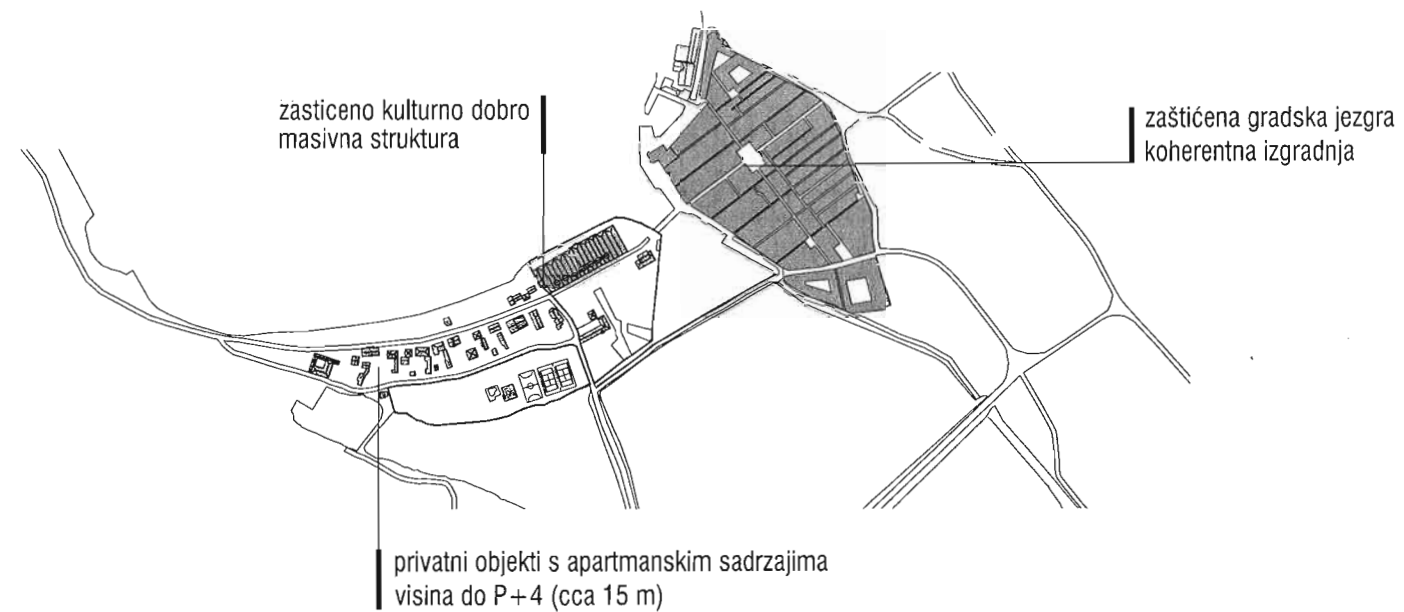 zasticeno kulturno dobro
masivna struktura
zaštićena gradska jezgra
koherentna izgradnja
privatni objekti s apartmanskim sadrzajima
visina do P+4 (cca 15 m)